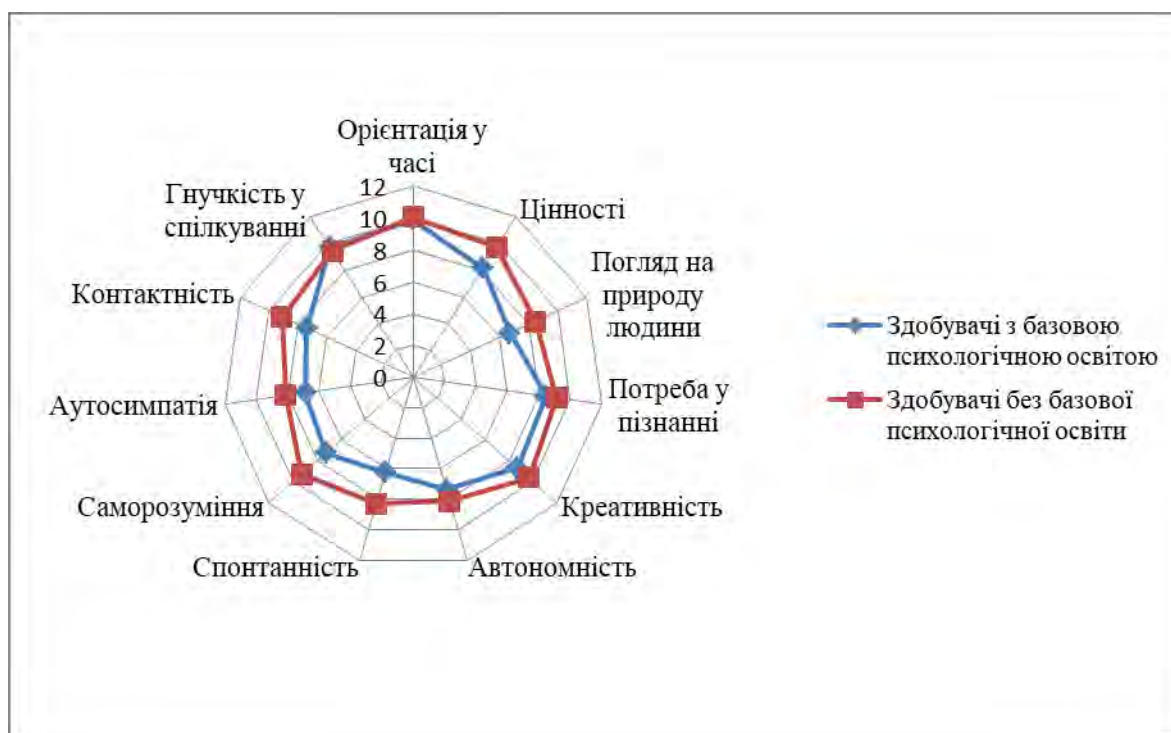 Орієнтація у
часі
Гнучкість у
спілкуванні
12
10
8
6
4
2
0
Цінності
Погляд на
природу
людини
Контактність
Потреба у
пізнанні
Аутосимпатія
Саморозуміння
Креативність
Спонтанність
Автономність
Здобувачі з базовою
психологічною освітою
Здобувачі без базової
психологічної освіти